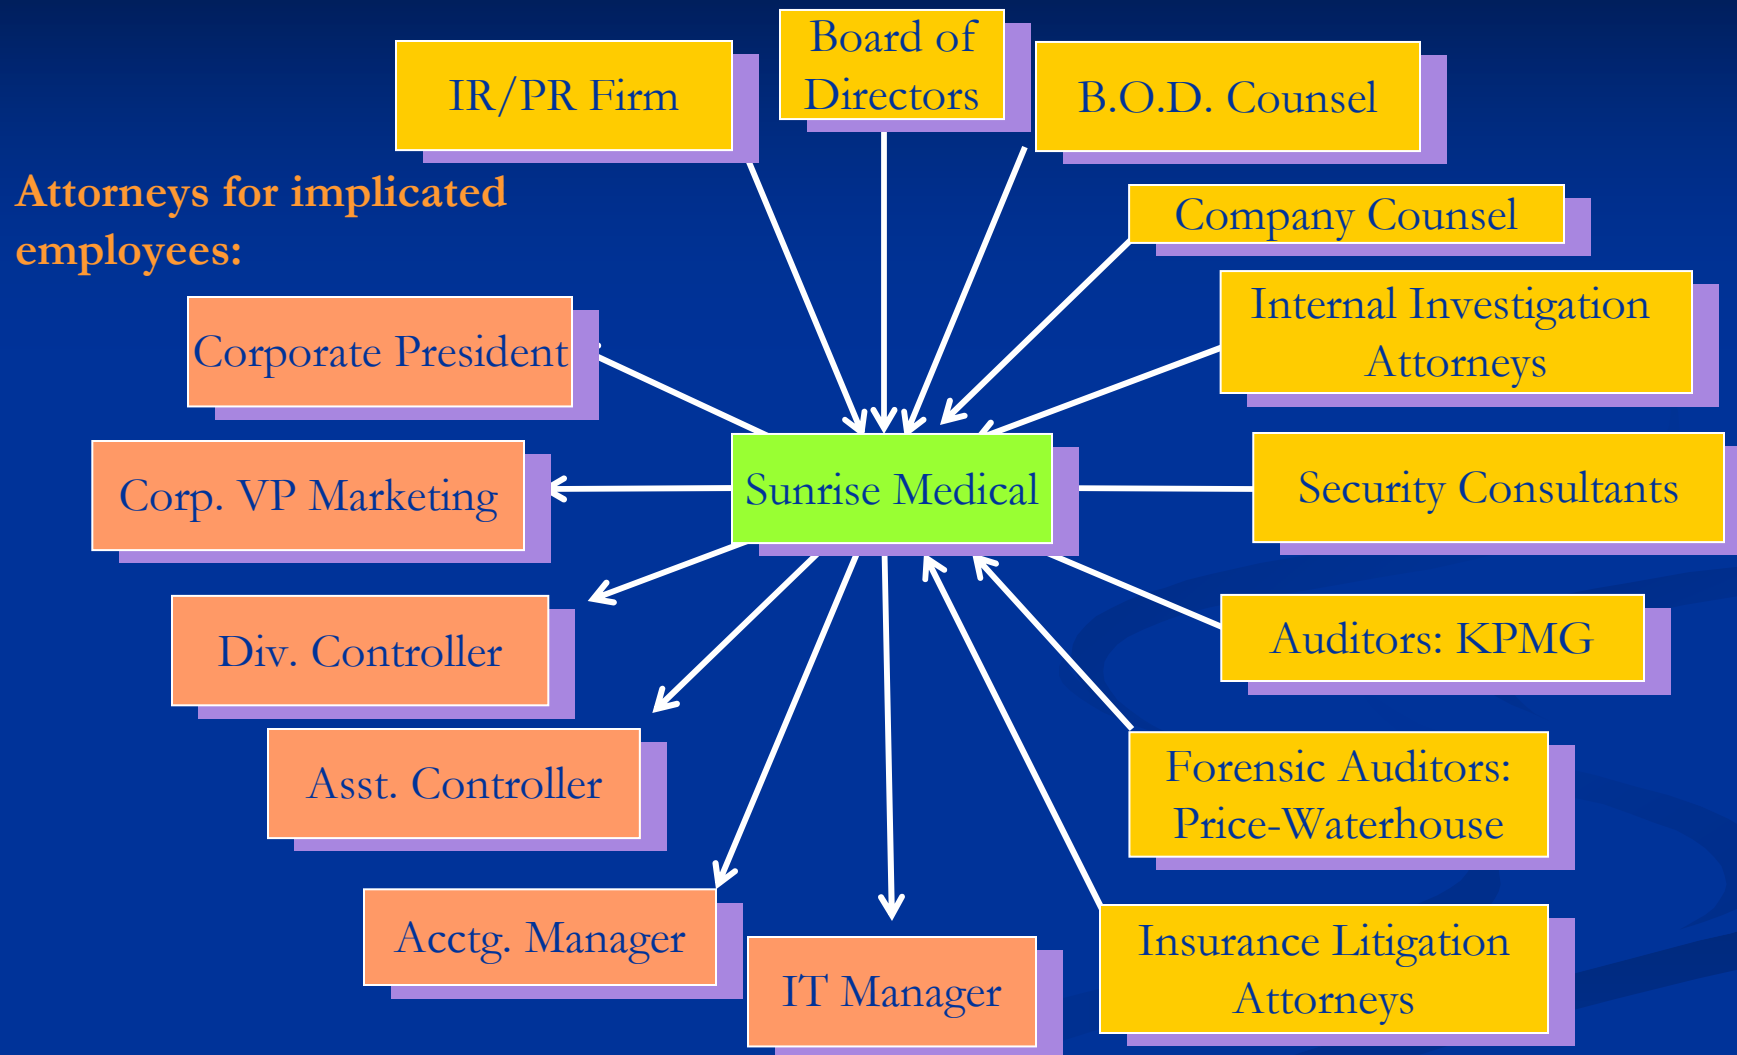 Board of
Directors
IR/PR Firm
B.O.D. Counsel
Attorneys for implicated
employees:
Company Counsel
Internal Investigation
Attorneys
Corporate President
Corp. VP Marketing
Sunrise Medical
Security Consultants
Div. Controller
Auditors: KPMG
Asst. Controller
Forensic Auditors:
Price-Waterhouse
Acctg. Manager
IT Manager
Insurance Litigation
Attorneys